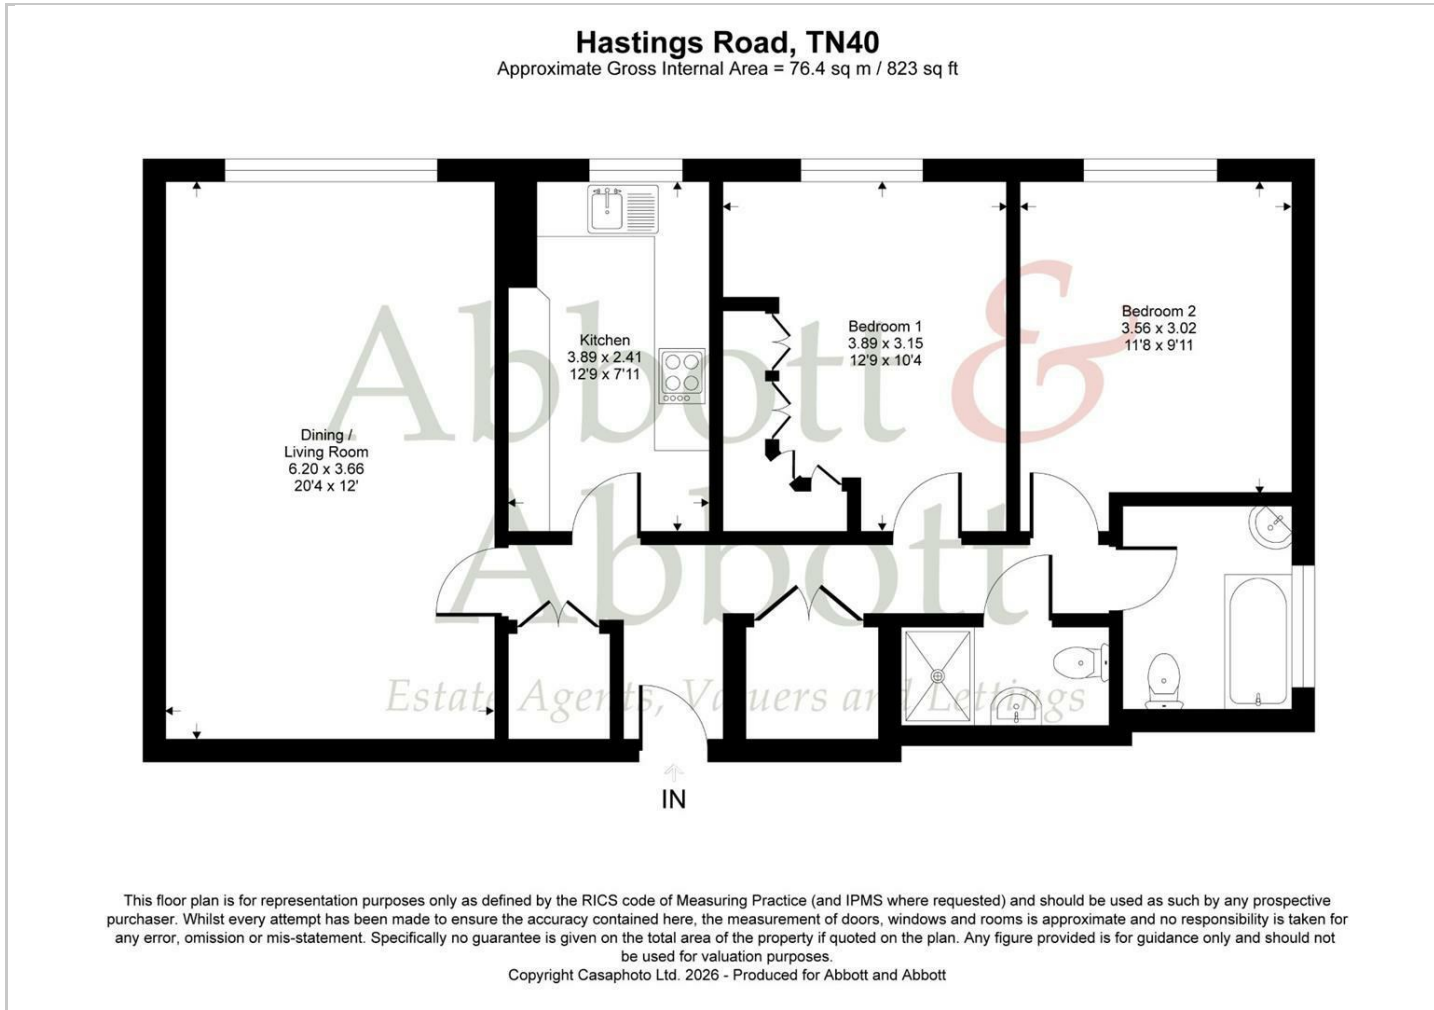 Hastings Road, TN40
Approximate Gross Internal Area = 76.4 sq m / 823 sq ft
Kitchen
3.89 x 2.41
12'9 x 7'11
Bedroom 1
3.89 x 3.15
12'9 x 10'4
Bedroom 2
3.56 x 3.02
11'8 x 9'11
Dining /
Living Room
6.20 x 3.66
20'4 x 12'
Abbott &
Abbott
Estate Agents, Valuers and Lettings
IN
This floor plan is for representation purposes only as defined by the RICS code of Measuring Practice (and IPMS where requested) and should be used as such by any prospective
purchaser. Whilst every attempt has been made to ensure the accuracy contained here, the measurement of doors, windows and rooms is approximate and no responsibility is taken for
any error, omission or mis-statement. Specifically no guarantee is given on the total area of the property if quoted on the plan. Any figure provided is for guidance only and should not
be used for valuation purposes.
Copyright Casaphoto Ltd. 2026 - Produced for Abbott and Abbott